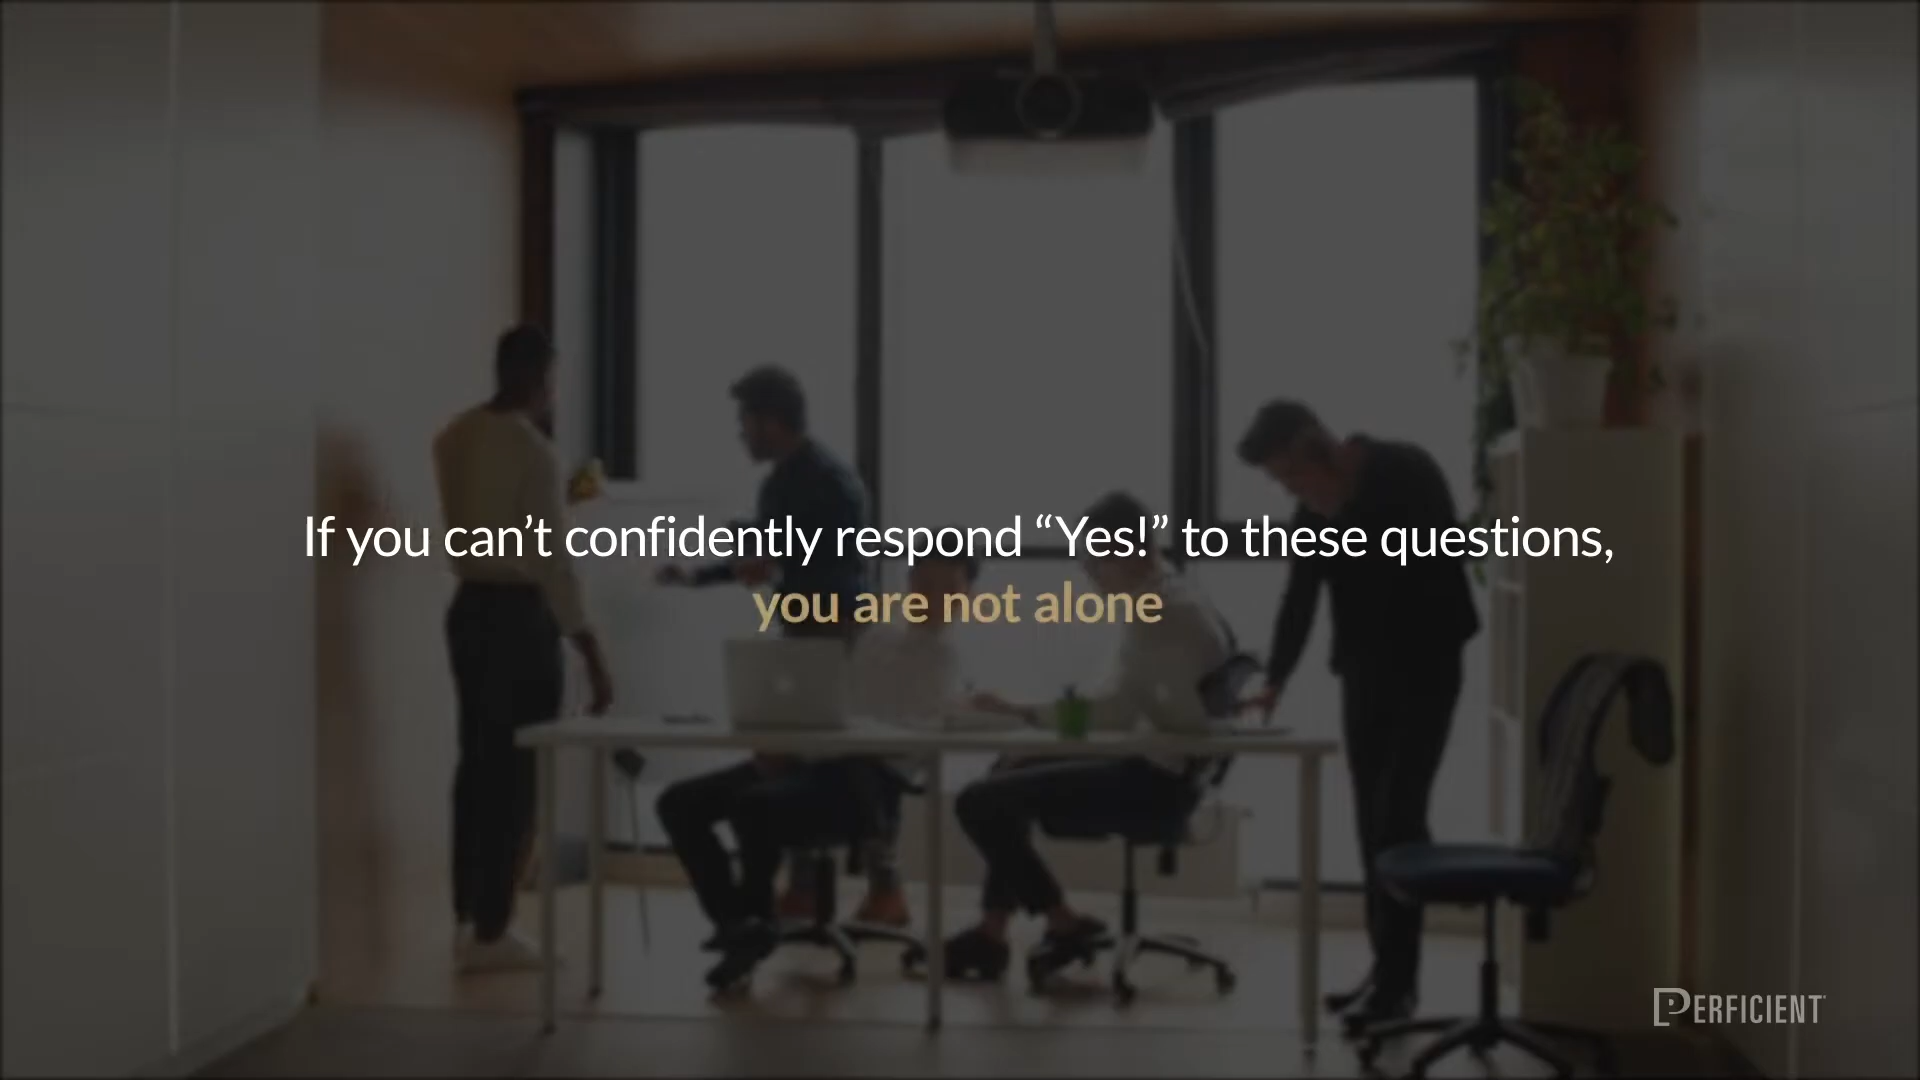 If you can’t confidently respond “Yes!” to these questions,
you are not alone
PERFICIENT